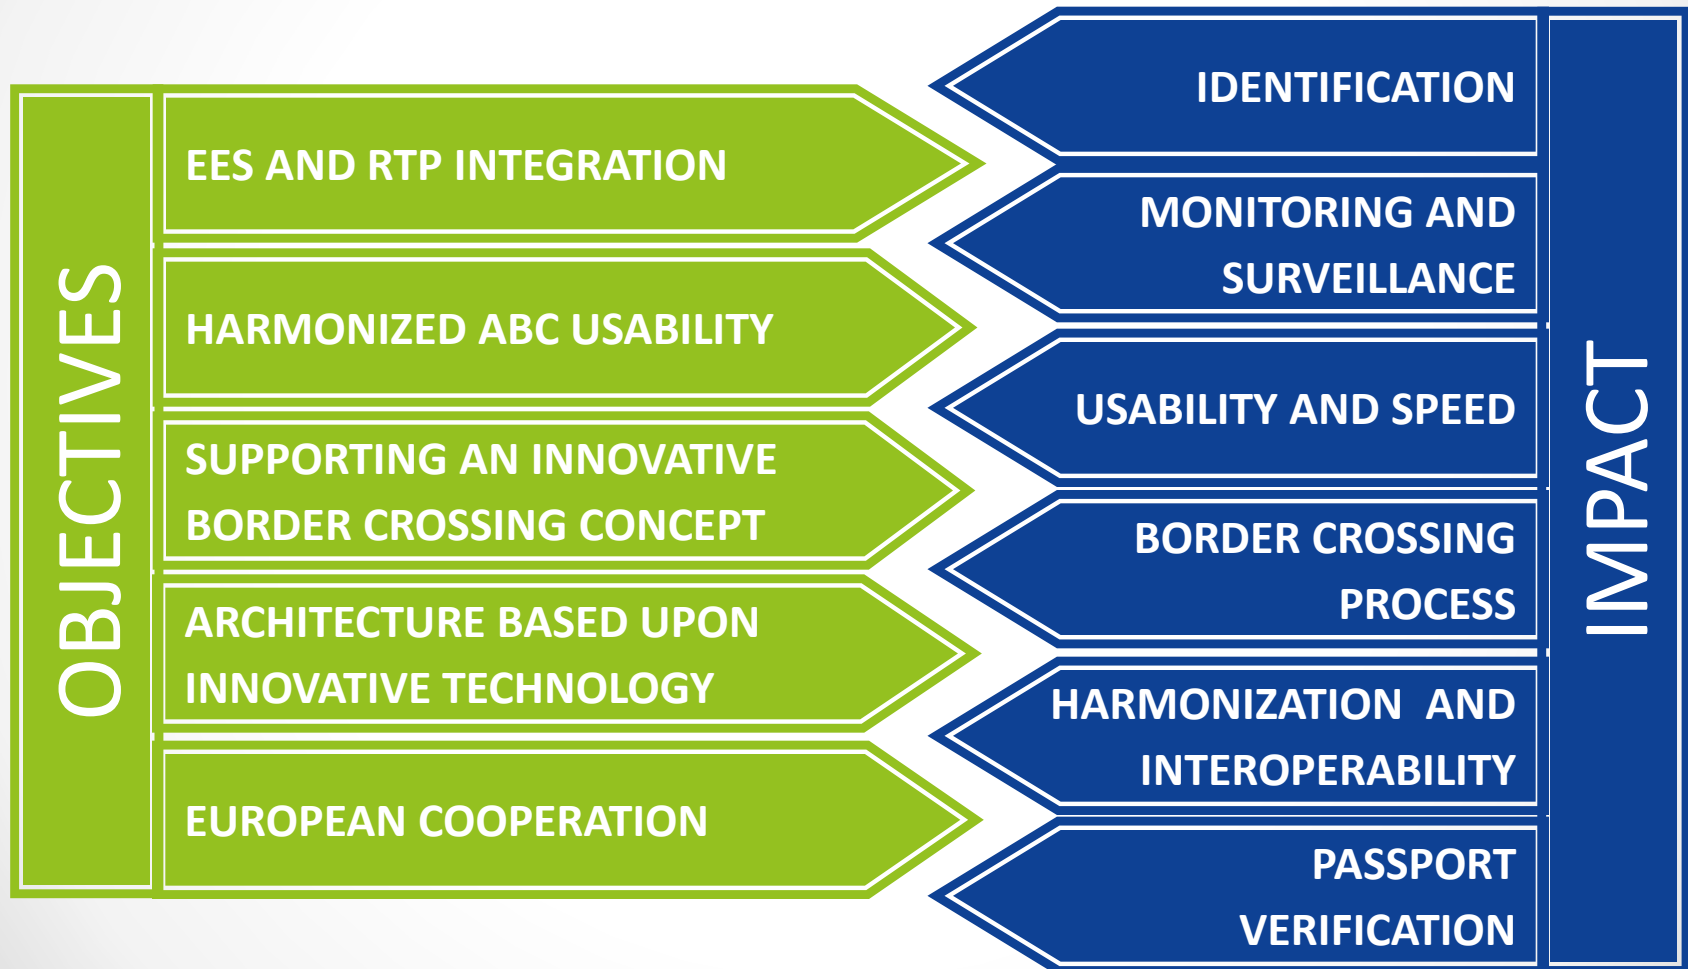 OBJECTIVES
EES AND RTP INTEGRATION
HARMONIZED ABC USABILITY
SUPPORTING AN INNOVATIVE
BORDER CROSSING CONCEPT
ARCHITECTURE BASED UPON
INNOVATIVE TECHNOLOGY
EUROPEAN COOPERATION
IDENTIFICATION
MONITORING AND
SURVEILLANCE
USABILITY AND SPEED
BORDER CROSSING
PROCESS
HARMONIZATION AND
INTEROPERABILITY
PASSPORT
VERIFICATION
IMPACT